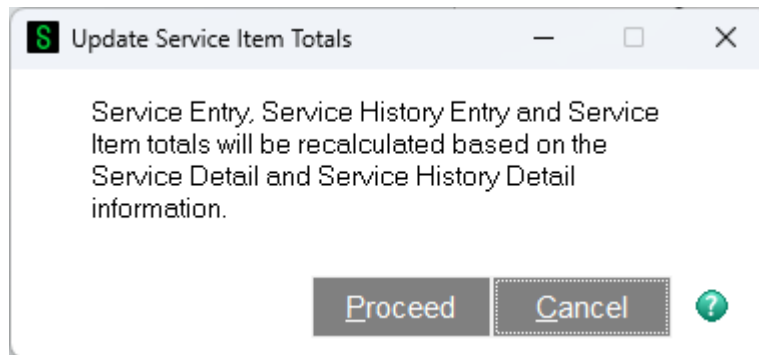 S Update Service Item Totals
Service Entry, Service History Entry and Service
Item totals will be recalculated based on the
Service Detail and Service History Detail
information.
Proceed Cancel ?